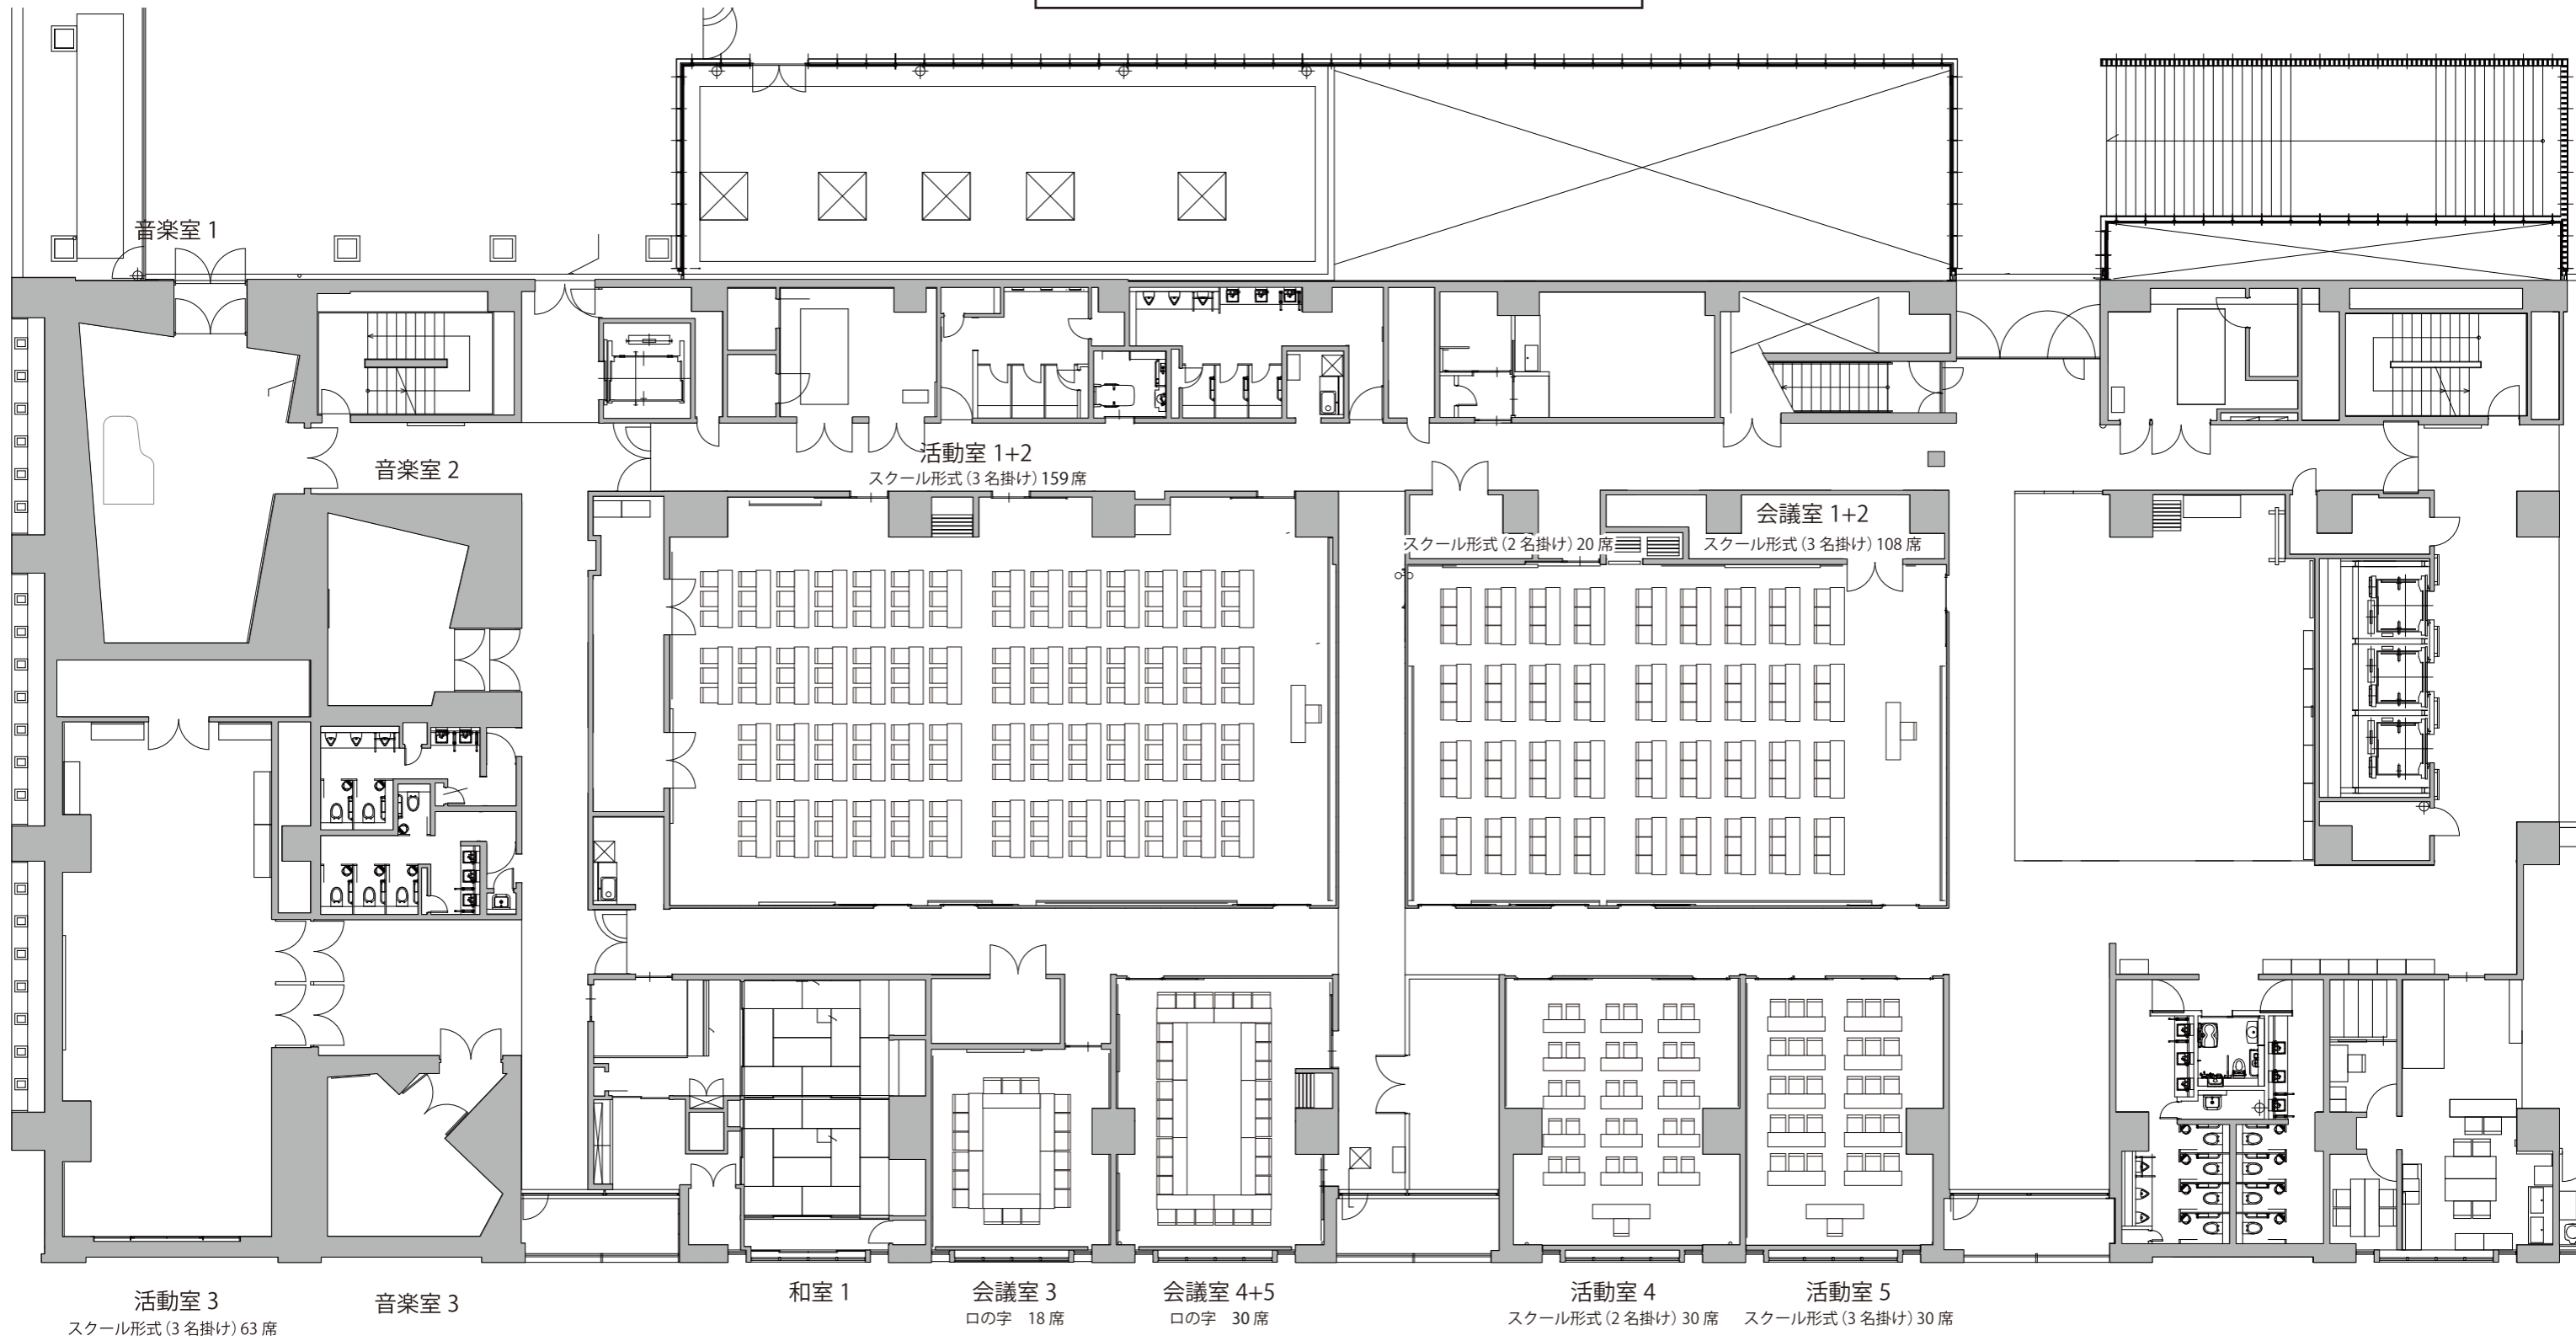 音楽室 1
音楽室 2
活動室 1+2
スクール形式（3 名掛け）159 席
会議室 1+2
スクール形式（2 名掛け）20 席
スクール形式（3 名掛け）108 席
活動室 3
スクール形式（3 名掛け）63 席
音楽室 3
和室 1
会議室 3
ロの字　18 席
会議室 4+5
ロの字　30 席
活動室 4
スクール形式（2 名掛け）30 席
活動室 5
スクール形式（3 名掛け）30 席